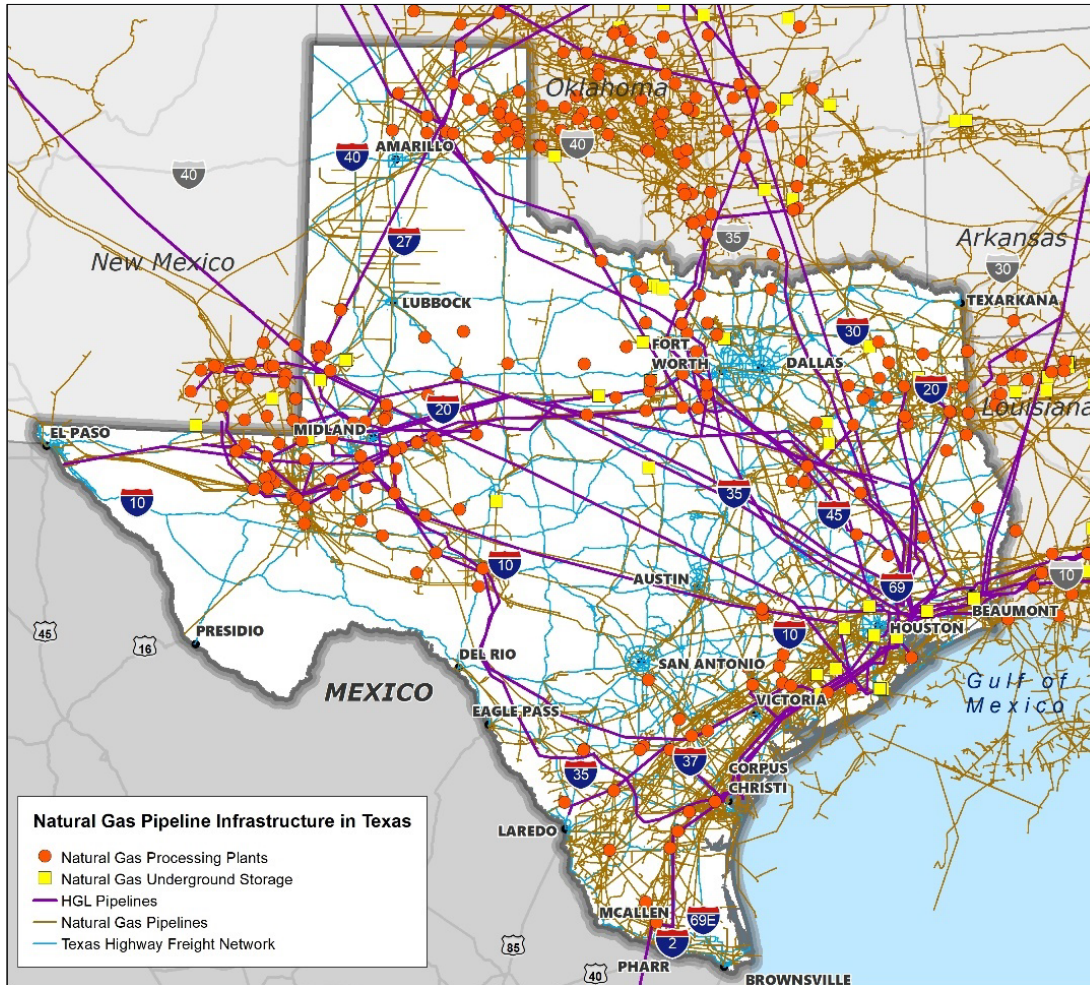 Oklahoma
40
AMARILLO
40
40
27
35
Arkansas
30
New Mexico
LUBBOCK
TEXARKANA
30
FORT
WORTH
DALLAS
20
Louisiana
20
MIDLAND
EL PASO
10
35
45
10
AUSTIN
69
10
BEAUMONT
HOUSTON
10
45
16
PRESIDIO
DEL RIO
SAN ANTONIO
MEXICO
Gulf of
Mexico
VICTORIA
EAGLE PASS
37
35
CORPUS
CHRISTI
LAREDO
MCALLEN
69E
2
85
40
PHARR
BROWNSVILLE
Natural Gas Pipeline Infrastructure in Texas
Natural Gas Processing Plants
Natural Gas Underground Storage
HGL Pipelines
Natural Gas Pipelines
Texas Highway Freight Network